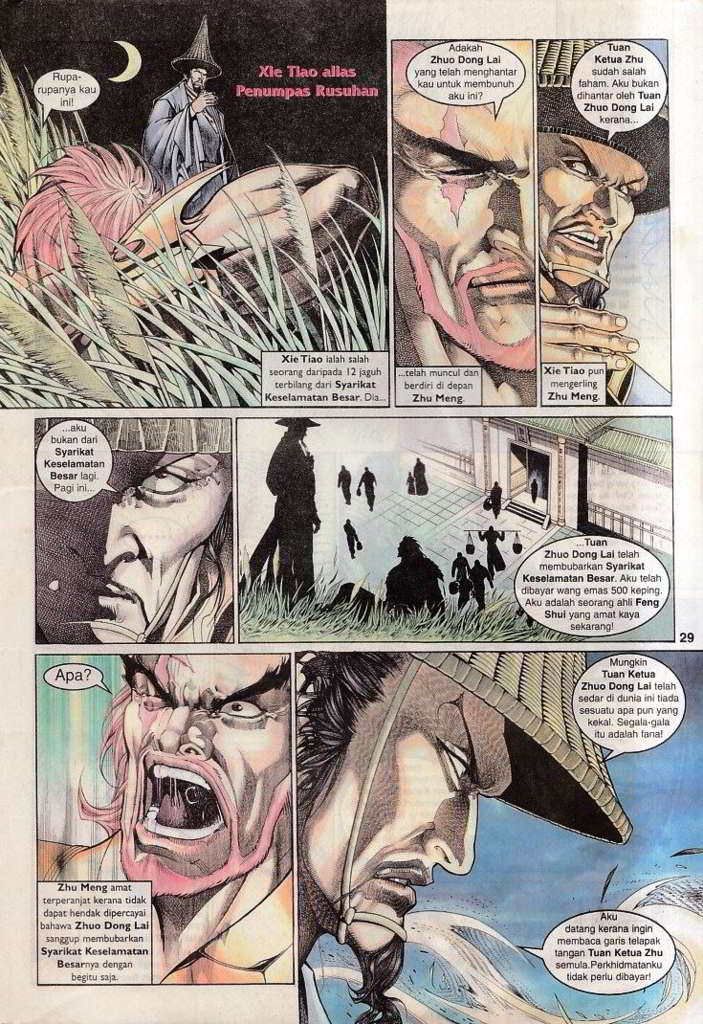 Rupa-
rupanya kau
ini!
Xie Tiao alias
Penumpas Rusuhan
Xie Tiao ialah salah
seorang daripada 12 jaguh
terbilang dari Syarikat
Keselamatan Besar. Dia...
Adakah
Zhuo Dong Lai
yang telah menghantar
kau untuk membunuh
aku ini?
...telah muncul dan
berdiri di depan
Zhu Meng.
Tuan
Ketua Zhu
sudah salah
faham. Aku bukan
dihantar oleh Tuan
Zhuo Dong Lai
kerana...
Xie Tiao pun
mengerling
Zhu Meng.
...aku
bukan dari
Syarikat
Keselamatan
Besar lagi.
Pagi ini...
...Tuan
Zhuo Dong Lai telah
membubarkan Syarikat
Keselamatan Besar. Aku telah
dibayar wang emas 500 keping.
Aku adalah seorang ahli Feng
Shui yang amat kaya
sekarang!
29
Apa?
Zhu Meng amat
terperanjat kerana tidak
dapat hendak dipercayai
bahawa Zhuo Dong Lai
sanggup membubarkan
Syarikat Keselamatan
Besarnya dengan
begitu saja.
Mungkin
Tuan Ketua
Zhuo Dong Lai telah
sedar di dunia ini tiada
sesuatu apa pun yang
kekal. Segala-gala
itu adalah fana!
Aku
datang kerana ingin
membaca garis telapak
tangan Tuan Ketua Zhu
semula.Perkhidmatanku
tidak perlu dibayar!